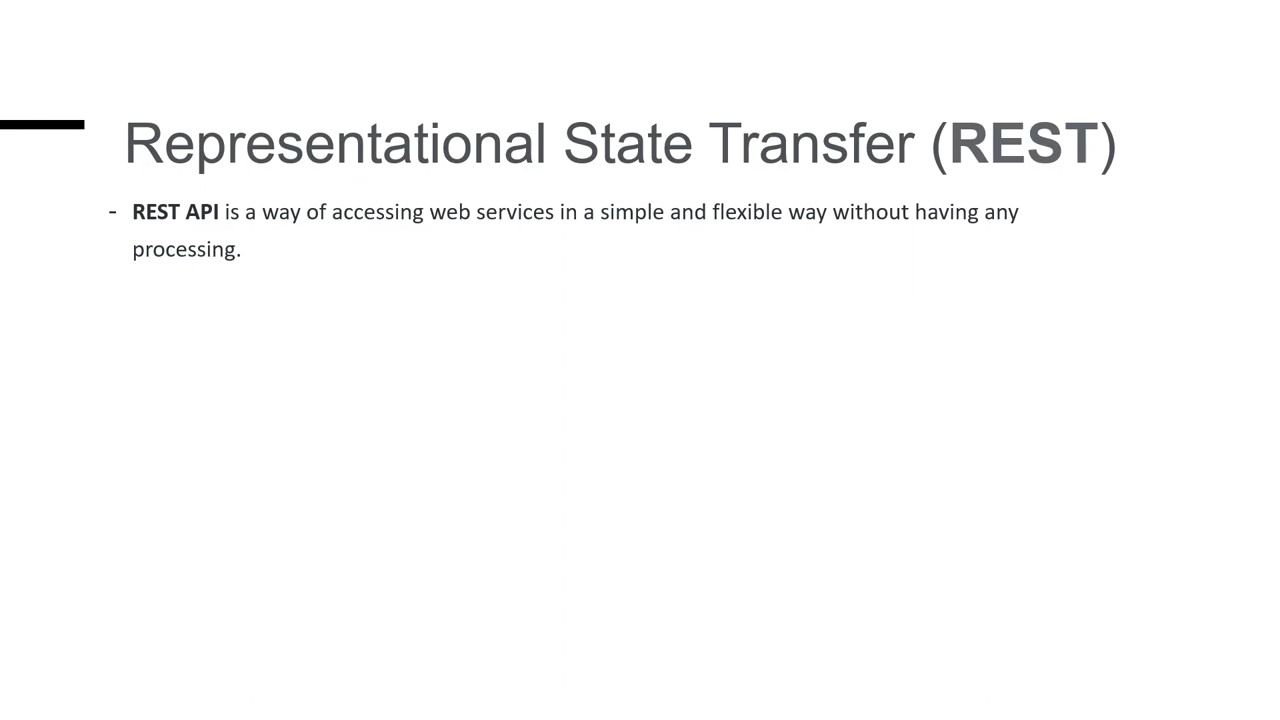 Representational State Transfer (REST)
- REST API is a way of accessing web services in a simple and flexible way without having any
processing.